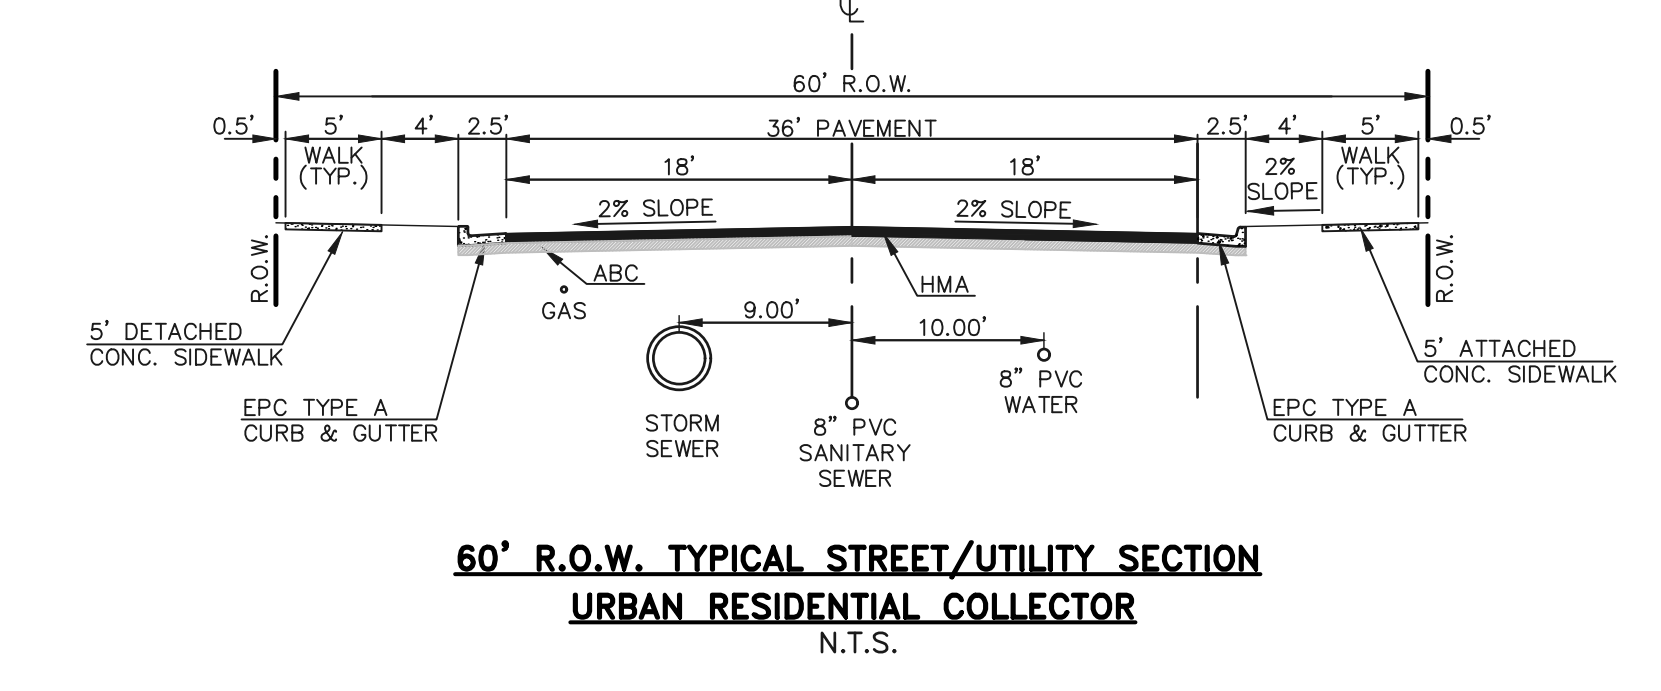 ℄
60' R.O.W.
0.5' 5' 4' 2.5' 36' PAVEMENT 2.5' 4' 5' 0.5'
WALK
(TYP.)
18' 18'
2%
SLOPE
WALK
(TYP.)
2% SLOPE 2% SLOPE
R.O.W.
R.O.W.
ABC
HMA
GAS
9.00'
10.00'
5' DETACHED
CONC. SIDEWALK
5' ATTACHED
CONC. SIDEWALK
8" PVC
WATER
EPC TYPE A
CURB & GUTTER
STORM
SEWER
8" PVC
SANITARY
SEWER
EPC TYPE A
CURB & GUTTER
60' R.O.W. TYPICAL STREET/UTILITY SECTION
URBAN RESIDENTIAL COLLECTOR
N.T.S.